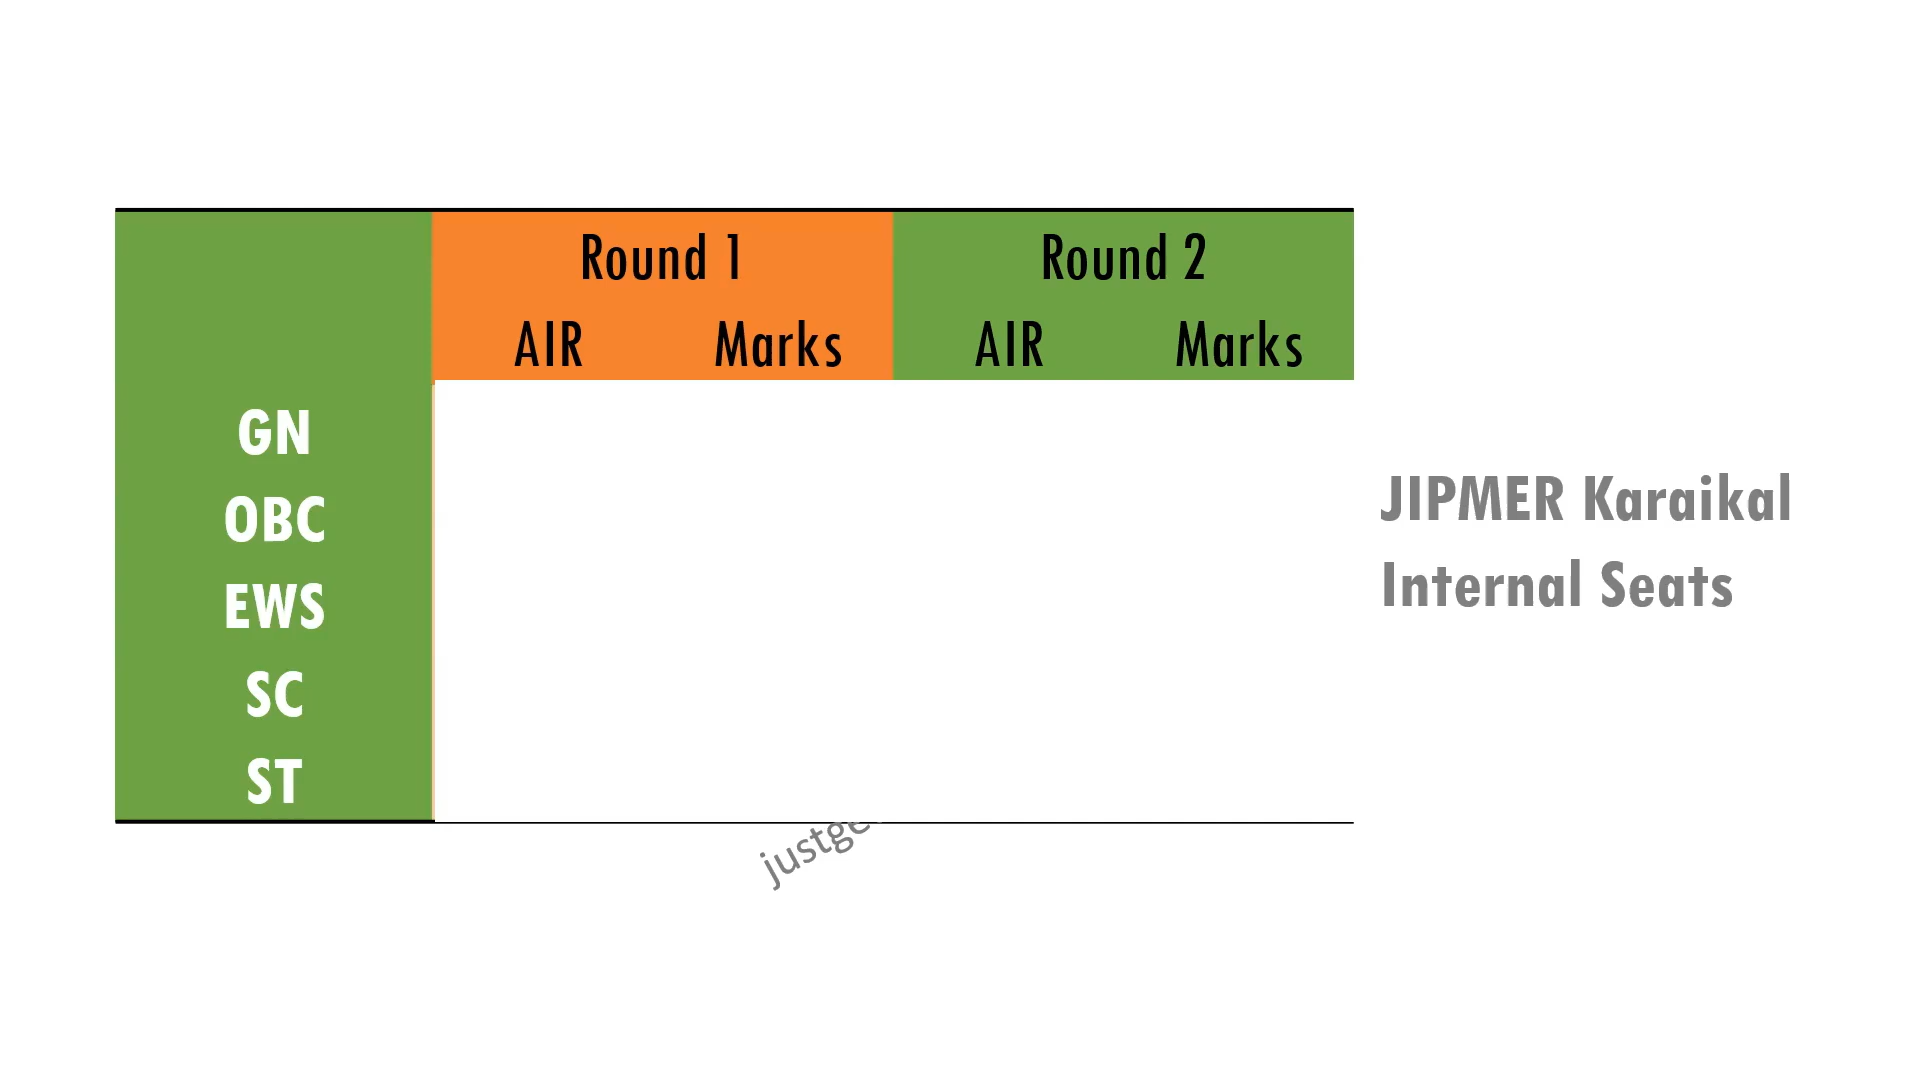 Round 1 Round 2
AIR Marks AIR Marks
GN
OBC
EWS
SC
ST
JIPMER Karaikal
Internal Seats